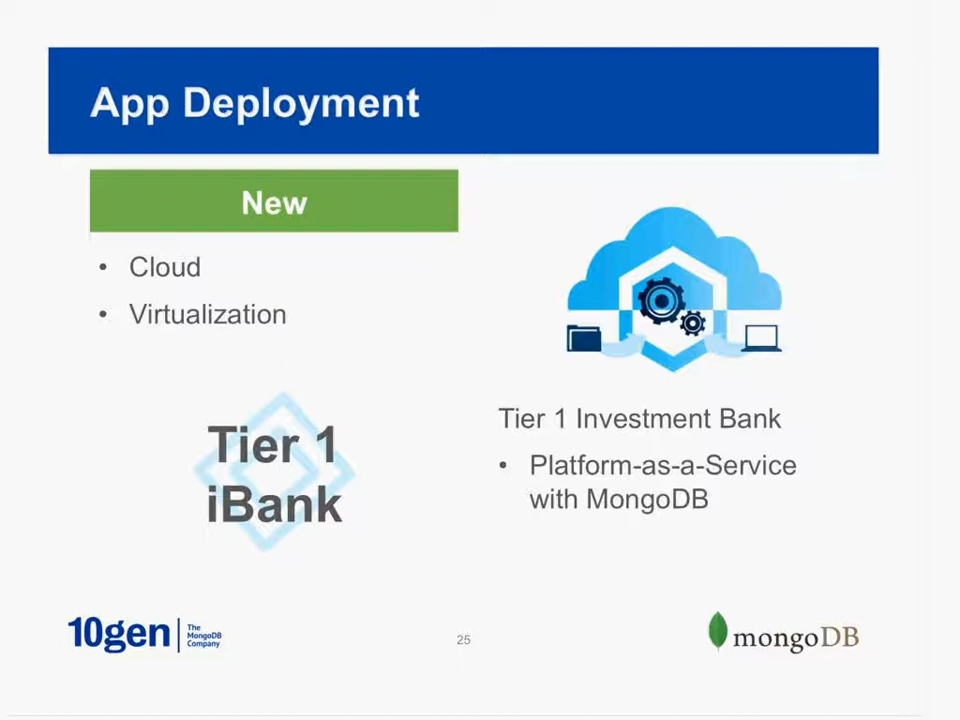 App Deployment
New
• Cloud
• Virtualization
Tier 1
iBank
Tier 1 Investment Bank
• Platform-as-a-Service
with MongoDB
10gen
The
MongoDB
Company
25
mongoDB